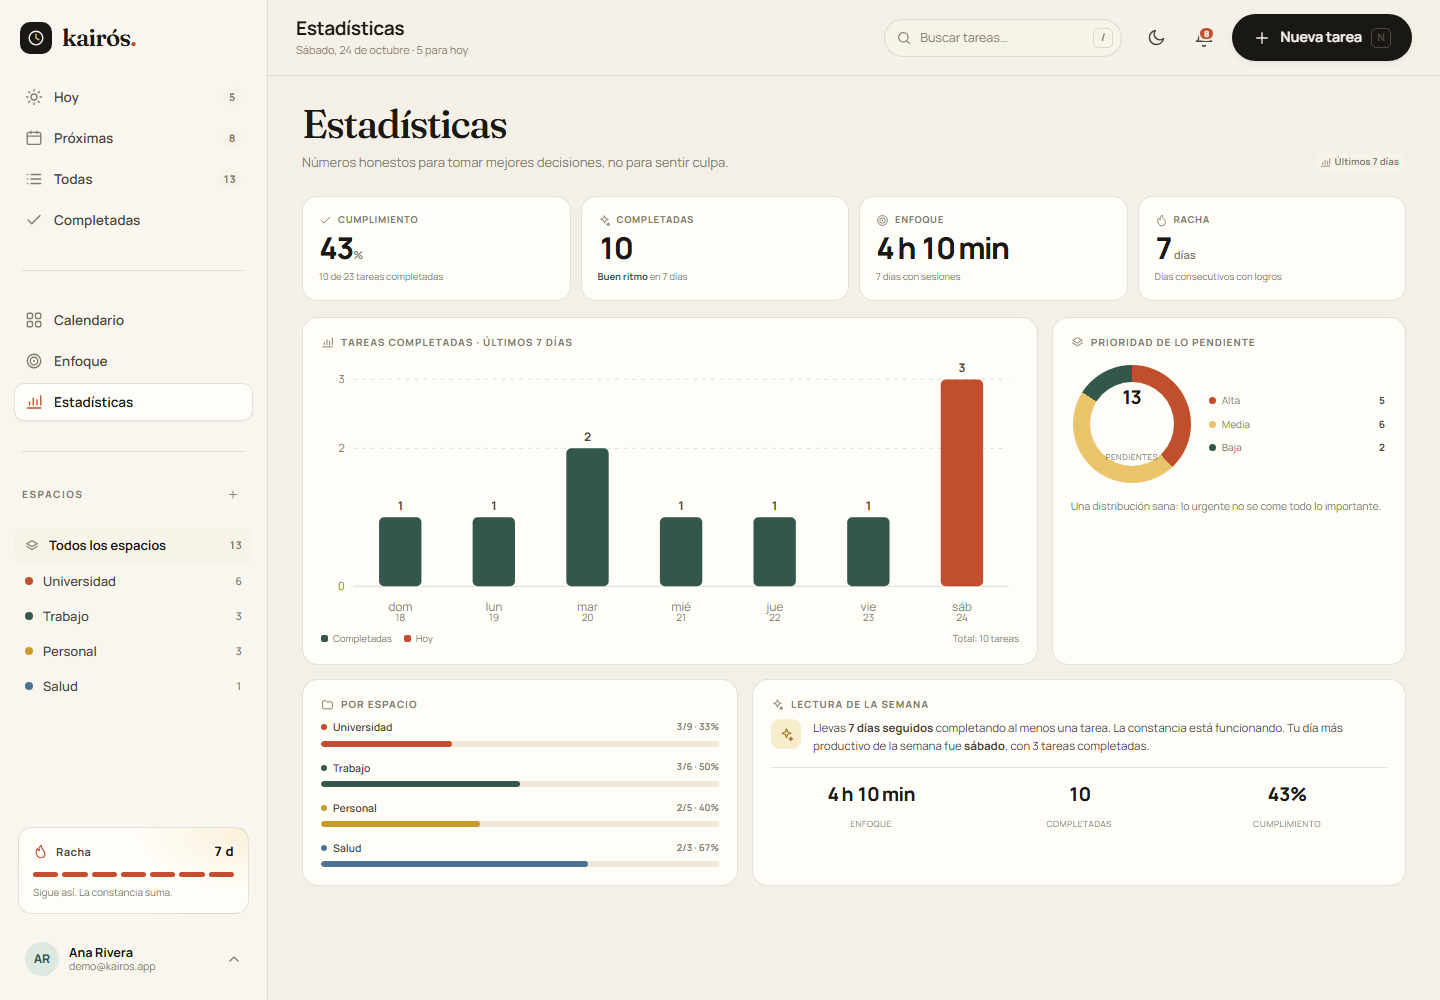 kairós.
Hoy 5
Próximas 8
Todas 13
Completadas
Calendario
Enfoque
Estadísticas
ESPACIOS +
Todos los espacios 13
Universidad 6
Trabajo 3
Personal 3
Salud 1
Racha 7 d
Sigue así. La constancia suma.
AR Ana Rivera
demo@kairos.app
Estadísticas
Sábado, 24 de octubre · 5 para hoy
Buscar tareas... /
8
+ Nueva tarea N
Estadísticas
Números honestos para tomar mejores decisiones, no para sentir culpa.
Últimos 7 días
CUMPLIMIENTO
43%
10 de 23 tareas completadas
COMPLETADAS
10
Buen ritmo en 7 días
ENFOQUE
4 h 10 min
7 días con sesiones
RACHA
7 días
Días consecutivos con logros
TAREAS COMPLETADAS · ÚLTIMOS 7 DÍAS
3
2
0
1
1
2
1
1
1
3
dom lun mar mié jue vie sáb
18 19 20 21 22 23 24
Completadas Hoy Total: 10 tareas
PRIORIDAD DE LO PENDIENTE
13
PENDIENTES
Alta 5
Media 6
Baja 2
Una distribución sana: lo urgente no se come todo lo importante.
POR ESPACIO
Universidad 3/9 · 33%
Trabajo 3/6 · 50%
Personal 2/5 · 40%
Salud 2/3 · 67%
LECTURA DE LA SEMANA
Llevas 7 días seguidos completando al menos una tarea. La constancia está funcionando. Tu día más
productivo de la semana fue sábado, con 3 tareas completadas.
4 h 10 min 10 43%
ENFOQUE COMPLETADAS CUMPLIMIENTO